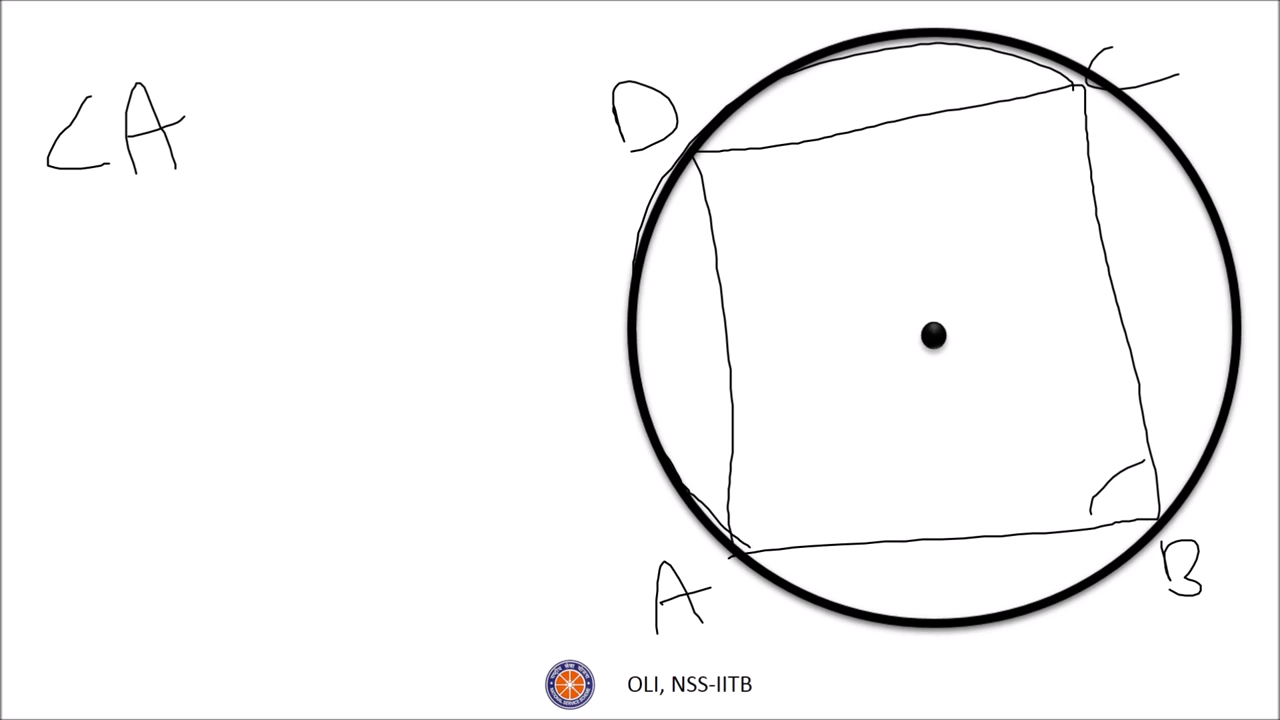 ∠A
D
C
A
B
OLI, NSS-IITB